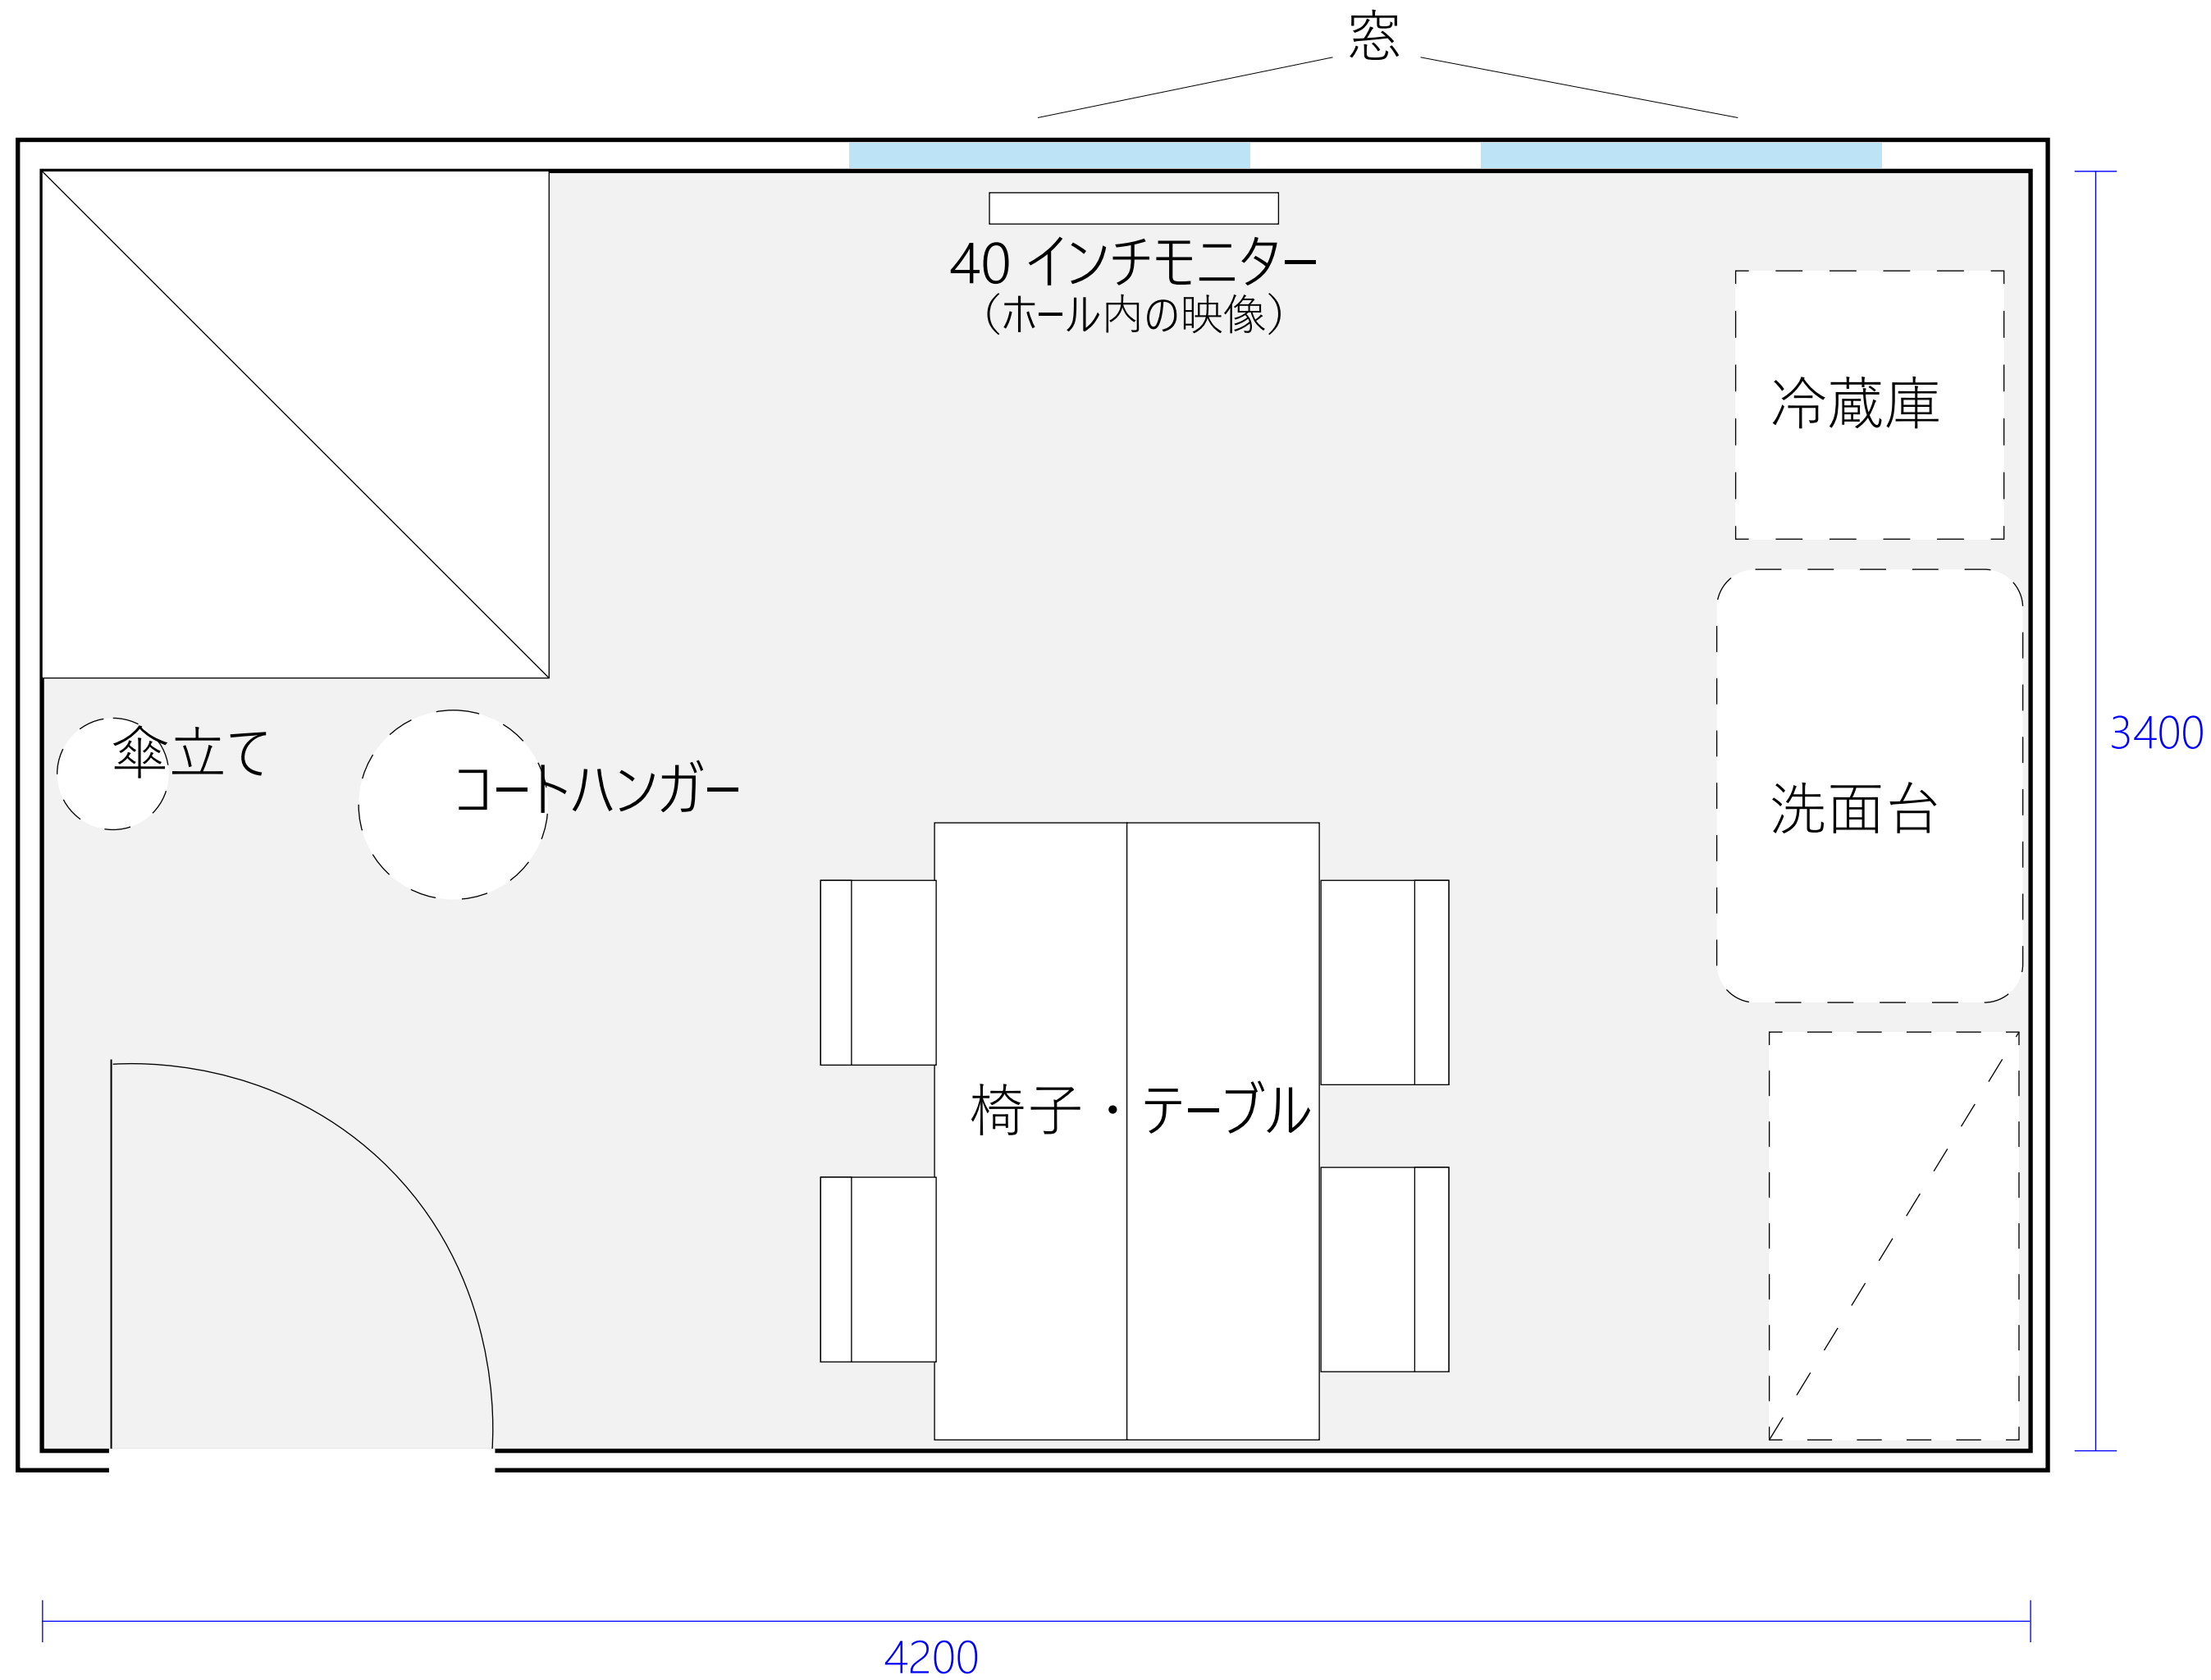 窓
40 インチモニター
（ホール内の映像）
冷蔵庫
傘立て
コートハンガー
洗面台
3400
椅子・テーブル
4200